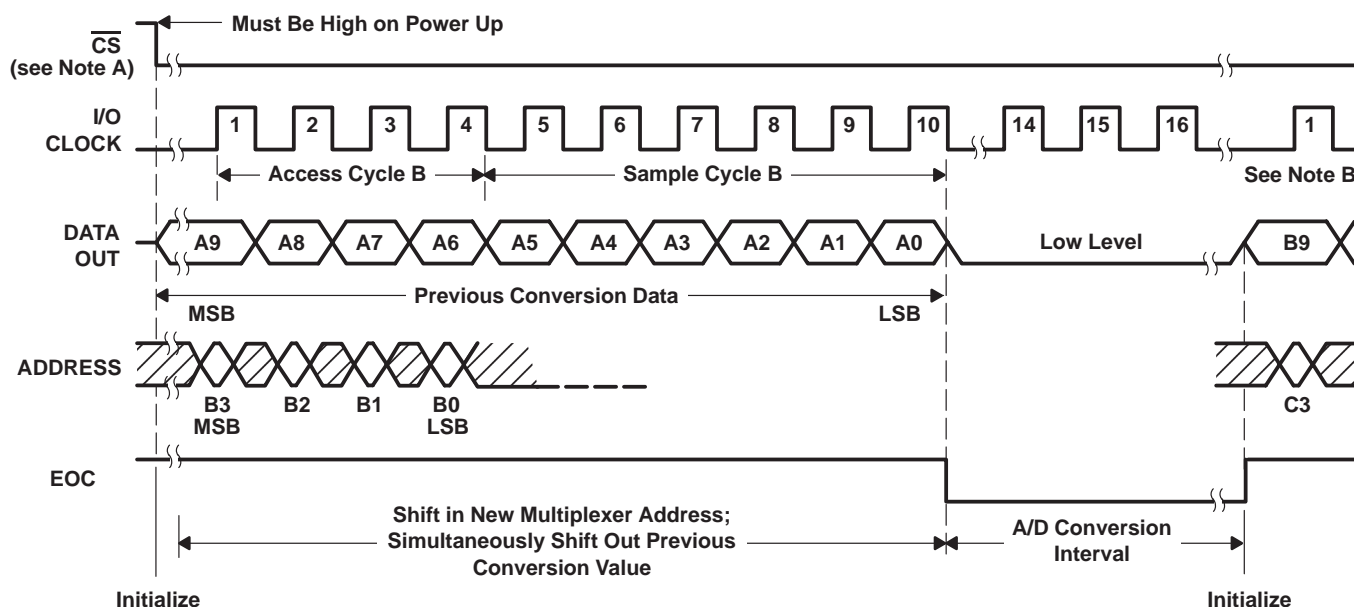 Must Be High on Power Up
CS
(see Note A)
I/O
CLOCK
1 2 3 4 5 6 7 8 9 10 14 15 16 1
Access Cycle B
Sample Cycle B
See Note B
DATA
OUT
A9 A8 A7 A6 A5 A4 A3 A2 A1 A0 Low Level B9
Previous Conversion Data
MSB
LSB
ADDRESS
B3 B2 B1 B0 C3
MSB LSB
EOC
Shift in New Multiplexer Address;
Simultaneously Shift Out Previous
Conversion Value
A/D Conversion
Interval
Initialize
Initialize